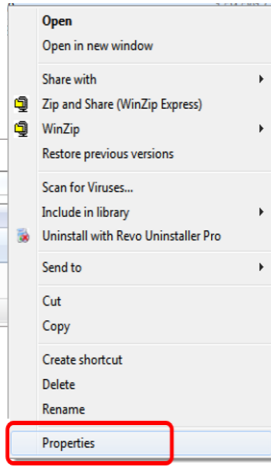 Open
Open in new window
Share with
Zip and Share (WinZip Express)
WinZip
Restore previous versions
Scan for Viruses...
Include in library
Uninstall with Revo Uninstaller Pro
Send to
Cut
Copy
Create shortcut
Delete
Rename
Properties